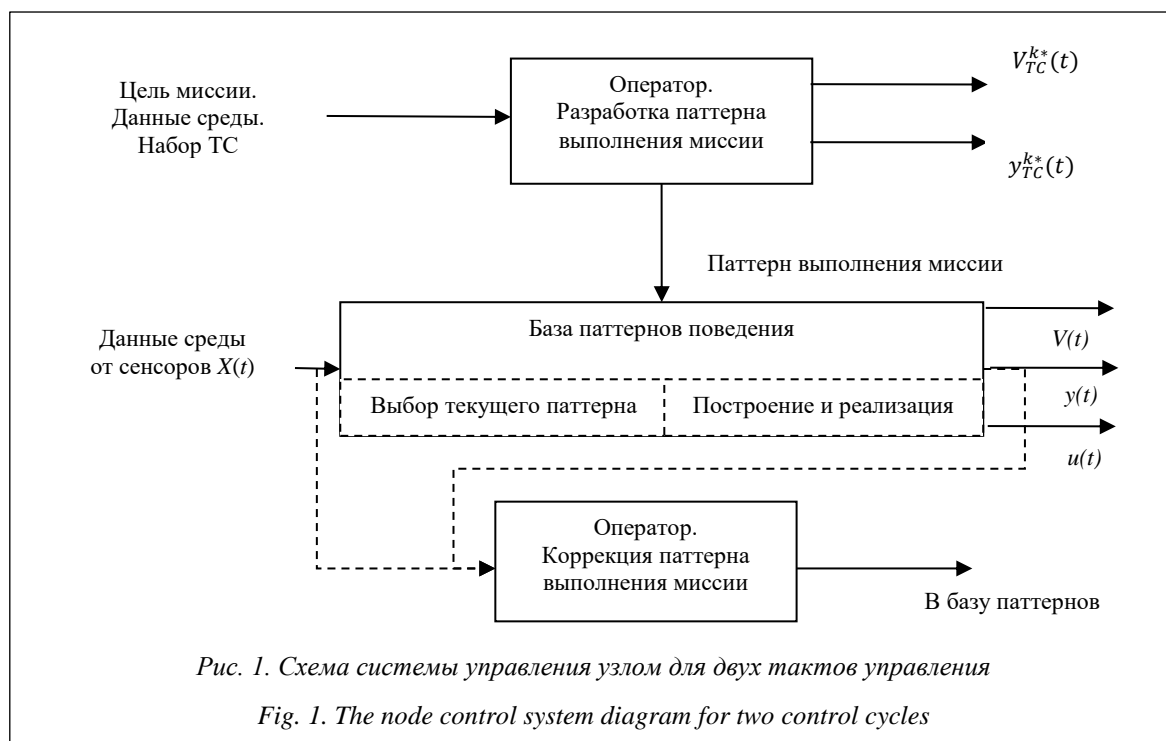 Цель миссии.
Данные среды.
Набор ТС
Оператор.
Разработка паттерна
выполнения миссии
V_{TC}^{k*}(t)
y_{TC}^{k*}(t)
Паттерн выполнения миссии
Данные среды
от сенсоров X(t)
База паттернов поведения
Выбор текущего паттерна
Построение и реализация
V(t)
y(t)
u(t)
Оператор.
Коррекция паттерна
выполнения миссии
В базу паттернов
Рис. 1. Схема системы управления узлом для двух тактов управления
Fig. 1. The node control system diagram for two control cycles